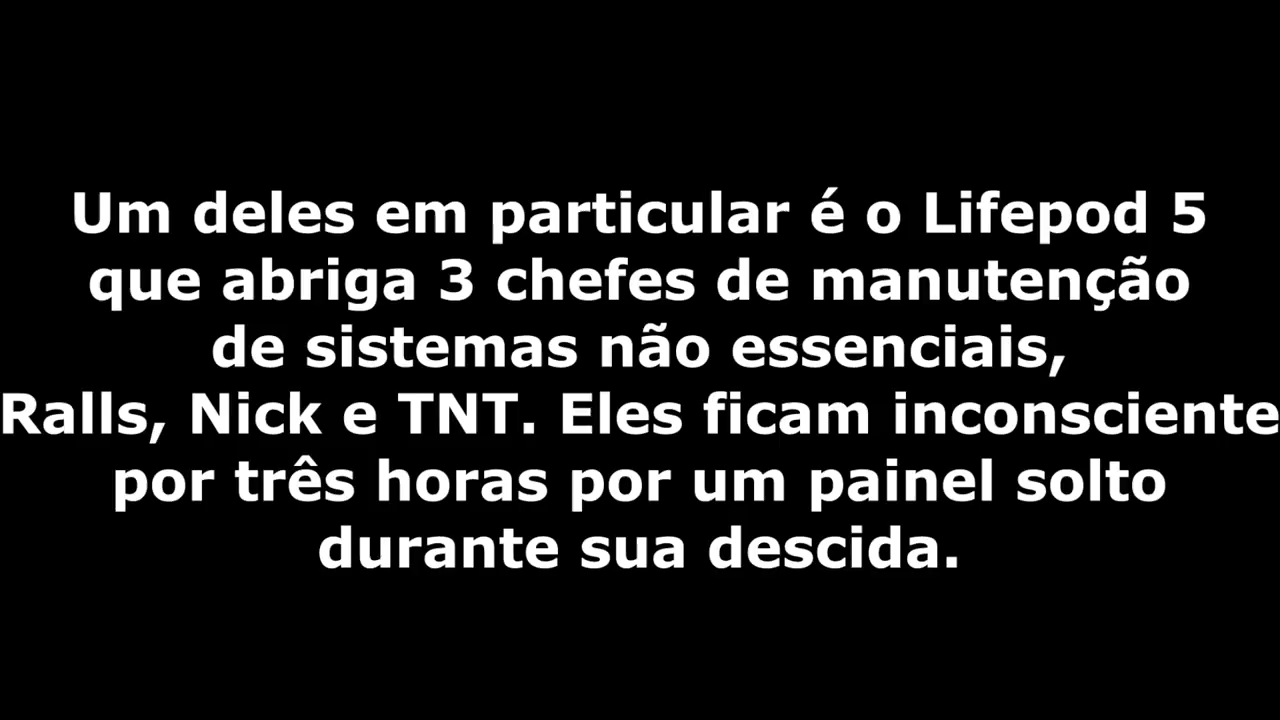 Um deles em particular é o Lifepod 5
que abriga 3 chefes de manutenção
de sistemas não essenciais,
Ralls, Nick e TNT. Eles ficam inconsciente
por três horas por um painel solto
durante sua descida.